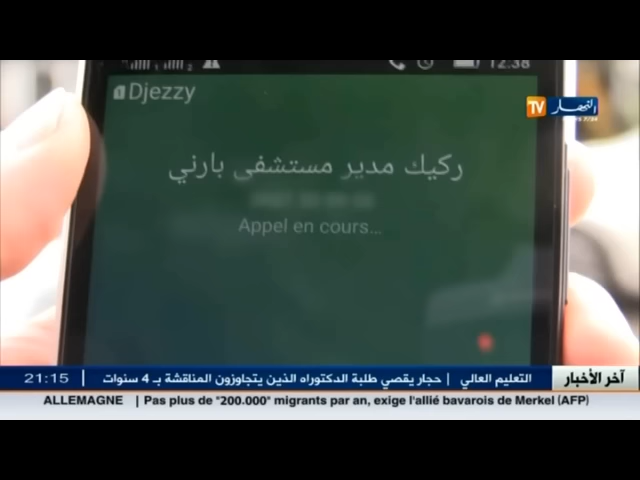 12:38
Djezzy
TV النهار
ركيك مدير مستشفى بارني
Appel en cours...
آخر الأخبار
التعليم العالي | حجار يقصي طلبة الدكتوراه الذين يتجاوزون المناقشة بـ 4 سنوات
21:15
ALLEMAGNE | Pas plus de "200.000" migrants par an, exige l'allié bavarois de Merkel (AFP)